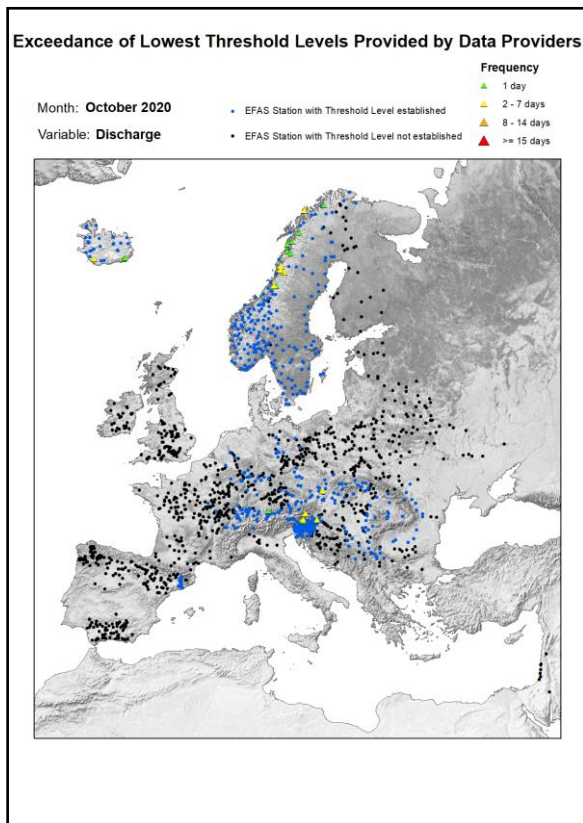 Exceedance of Lowest Threshold Levels Provided by Data Providers
Frequency
1 day
2 - 7 days
8 - 14 days
>= 15 days
Month: October 2020
Variable: Discharge
EFAS Station with Threshold Level established
EFAS Station with Threshold Level not established